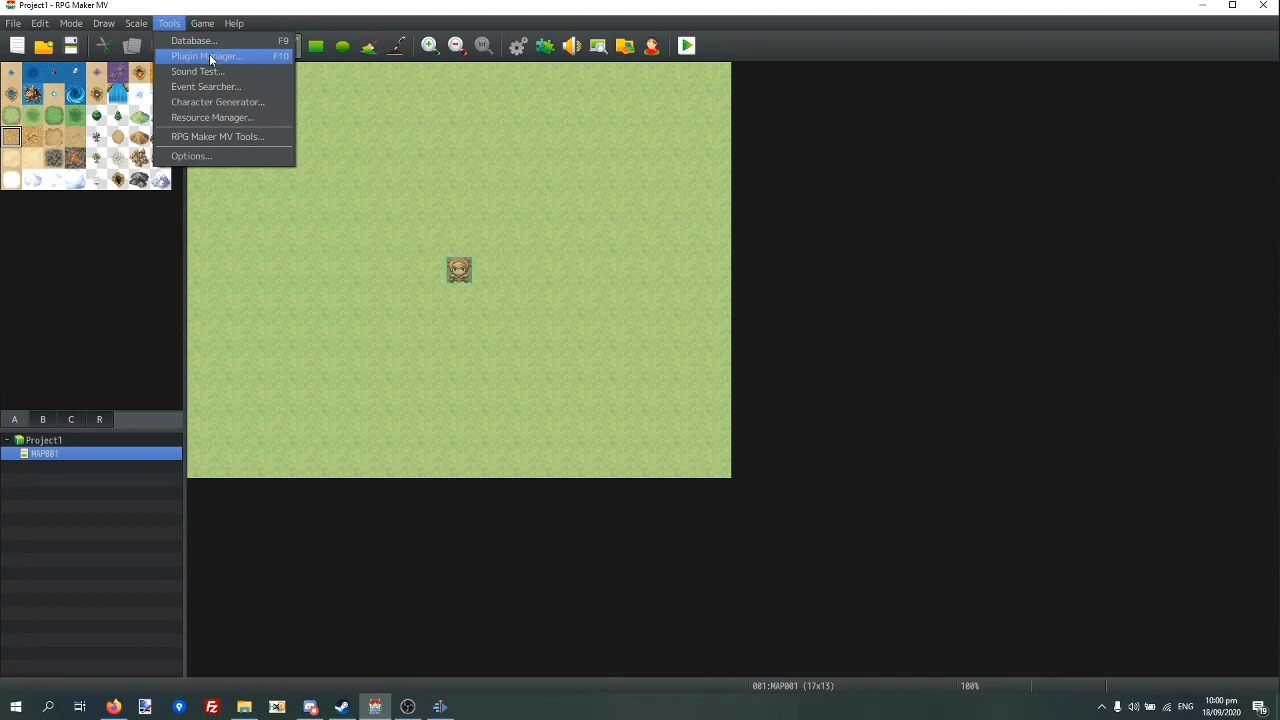 Project1 - RPG Maker MV
File Edit Mode Draw Scale Tools Game Help
Database... F9
Plugin Manager... F10
Sound Test...
Event Searcher...
Character Generator...
Resource Manager...
RPG Maker MV Tools...
Options...
A B C R
Project1
MAP001
001:MAP001 (17x13) 100%
ENG
10:00 pm
18/09/2020